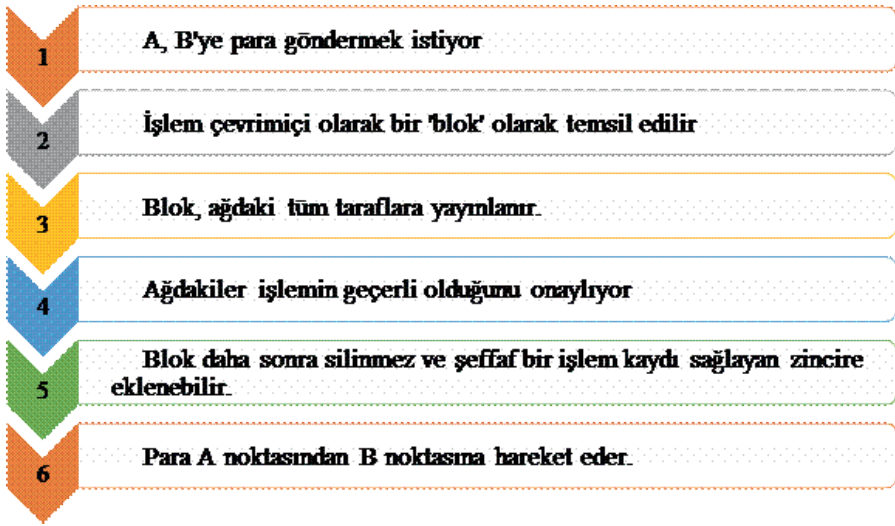 1
A, B'ye para göndermek istiyor
2
İşlem çevrimiçi olarak bir 'blok' olarak temsil edilir
3
Blok, ağdaki tüm taraflara yayınlanır.
4
Ağdakiler işlemin geçerli olduğunu onaylıyor
5
Blok daha sonra silinmez ve şeffaf bir işlem kaydı sağlayan zincire
eklenebilir.
6
Para A noktasından B noktasına hareket eder.